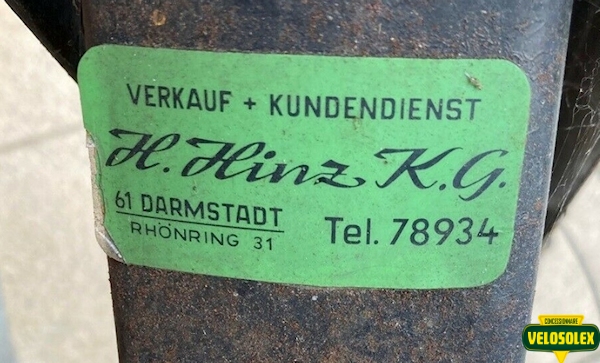 VERKAUF + KUNDENDIENST
H. Hinz K.G.
61 DARMSTADT
RHÖNRING 31
Tel. 78934
CONCESSIONNAIRE
VELOSOLEX